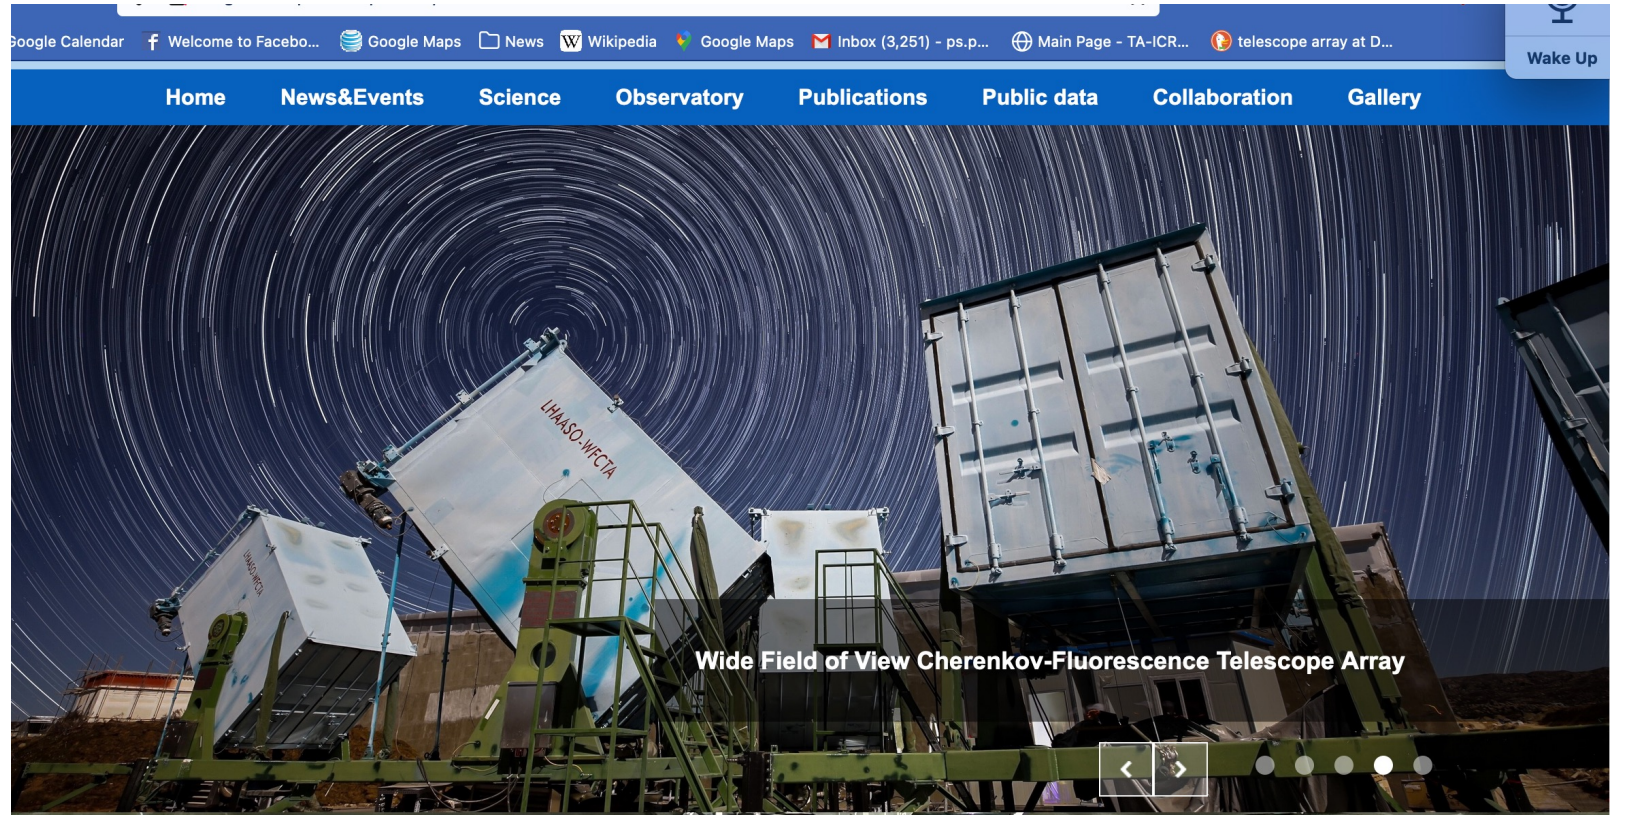 Google Calendar Welcome to Facebo... Google Maps News Wikipedia Google Maps Inbox (3,251) - ps.p... Main Page - TA-ICR... telescope array at D...
Wake Up
Home News&Events Science Observatory Publications Public data Collaboration Gallery
LHAASO-WFCTA
LHAASO-WFCTA
Wide Field of View Cherenkov-Fluorescence Telescope Array